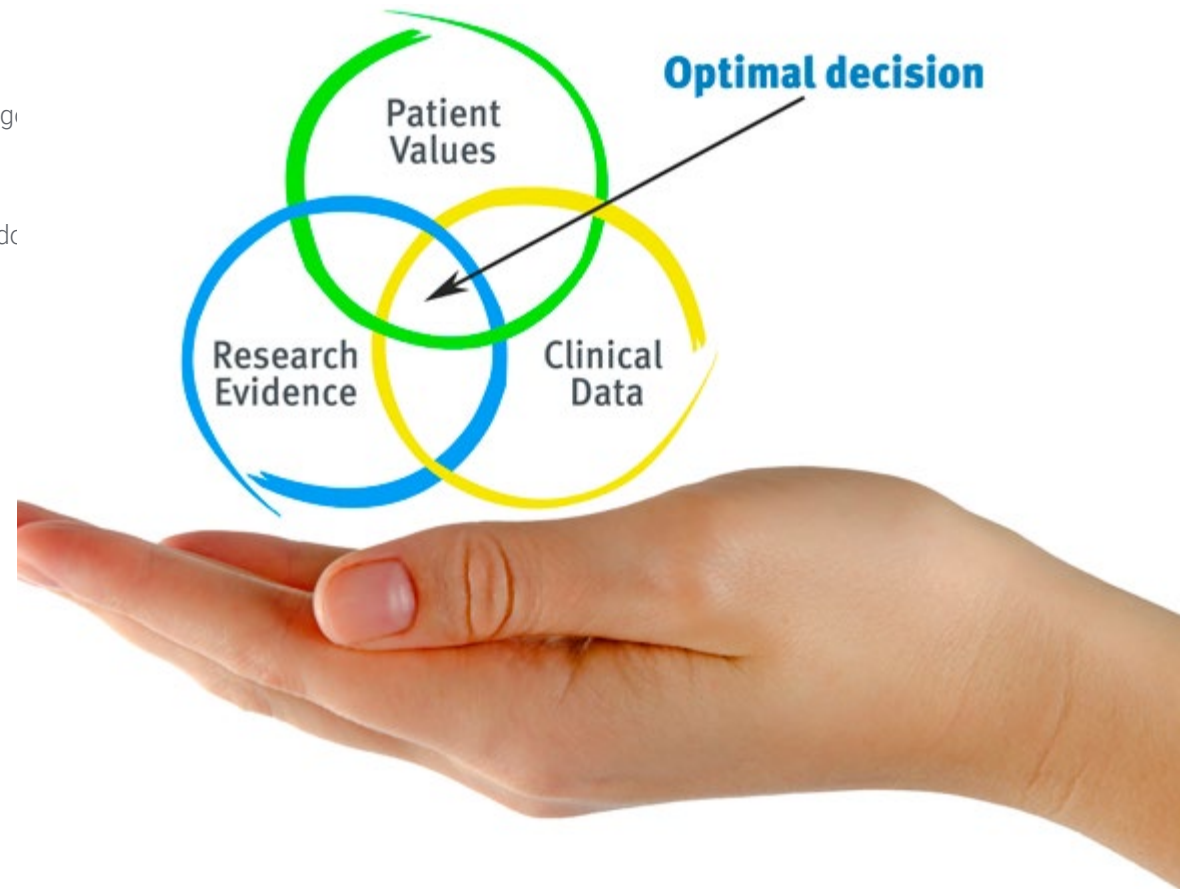 Optimal decision
Patient
Values
Research
Evidence
Clinical
Data